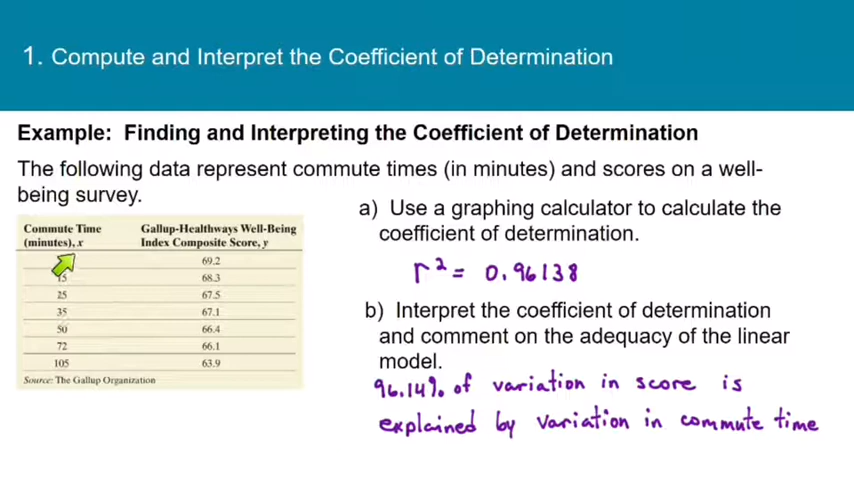 1. Compute and Interpret the Coefficient of Determination
Example: Finding and Interpreting the Coefficient of Determination
The following data represent commute times (in minutes) and scores on a well-
being survey.
Commute Time Gallup-Healthways Well-Being
(minutes), x Index Composite Score, y
69.2
15 68.3
25 67.5
35 67.1
50 66.4
72 66.1
105 63.9
Source: The Gallup Organization
a) Use a graphing calculator to calculate the
coefficient of determination.
r² = 0.96138
b) Interpret the coefficient of determination
and comment on the adequacy of the linear
model.
96.14% of variation in score is
explained by variation in commute time